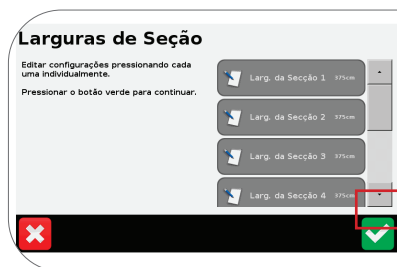 Larguras de Seção
Editar configurações pressionando cada
uma individualmente.
Pressionar o botão verde para continuar.
Larg. da Secção 1 375cm
Larg. da Secção 2 375cm
Larg. da Secção 3 375cm
Larg. da Secção 4 375cm